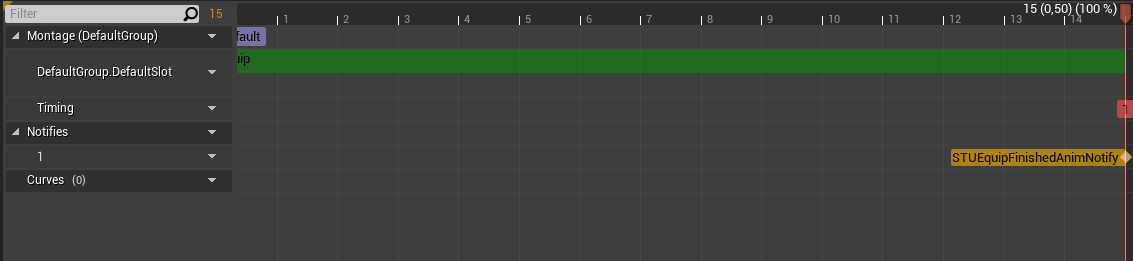 Filter 15 15 (0,50) (100 %)
1 2 3 4 5 6 7 8 9 10 11 12 13 14
Montage (DefaultGroup) fault
DefaultGroup.DefaultSlot uip
Timing 1
Notifies
1 STUEquipFinishedAnimNotify
Curves (0)